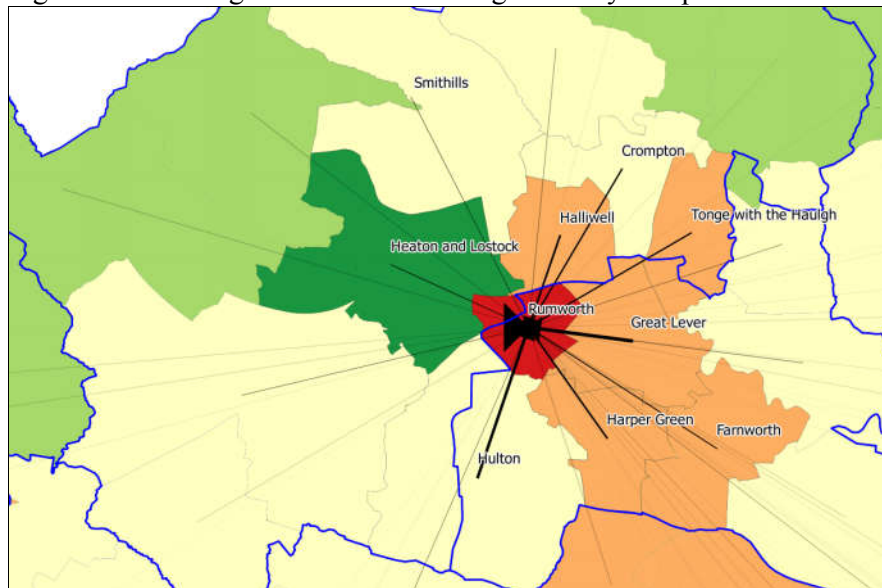 Smithills
Crompton
Halliwell
Tonge with the Haulgh
Heaton and Lostock
Rumworth
Great Lever
Harper Green
Farnworth
Hulton